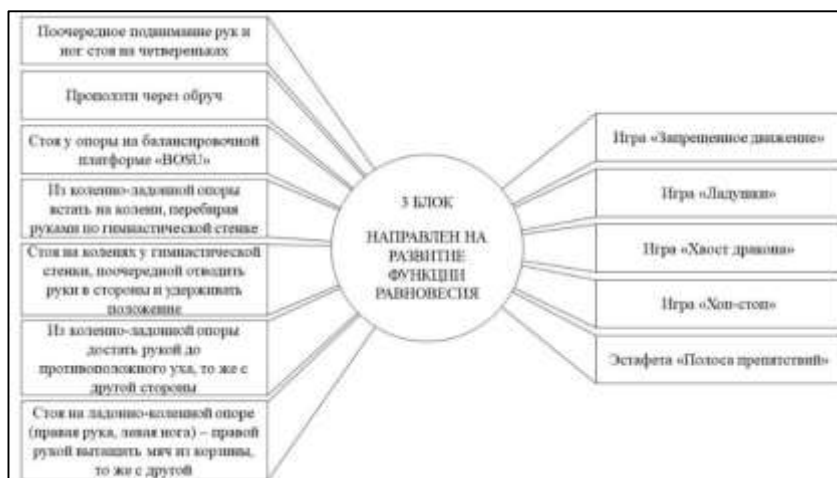 Поочередное поднимание рук и
ног стоя на четвереньках
Проползти через обруч
Стоя у опоры на балансировочной
платформе «BOSU»
Из коленно-ладонной опоры
встать на колени, перебирая
руками по гимнастической стенке
Стоя на коленях у гимнастической
стенки, поочередной отводить
руки в стороны и удерживать
положение
Из коленно-ладонной опоры
достать рукой до
противоположного уха, то же с
другой стороны
Стоя на ладонно-коленной опоре
(правая рука, левая нога) – правой
рукой вытащить мяч из корзины,
то же с другой
3 БЛОК
НАПРАВЛЕН НА
РАЗВИТИЕ
ФУНКЦИИ
РАВНОВЕСИЯ
Игра «Запрещенное движение»
Игра «Ладушки»
Игра «Хвост дракона»
Игра «Хоп-стоп»
Эстафета «Полоса препятствий»